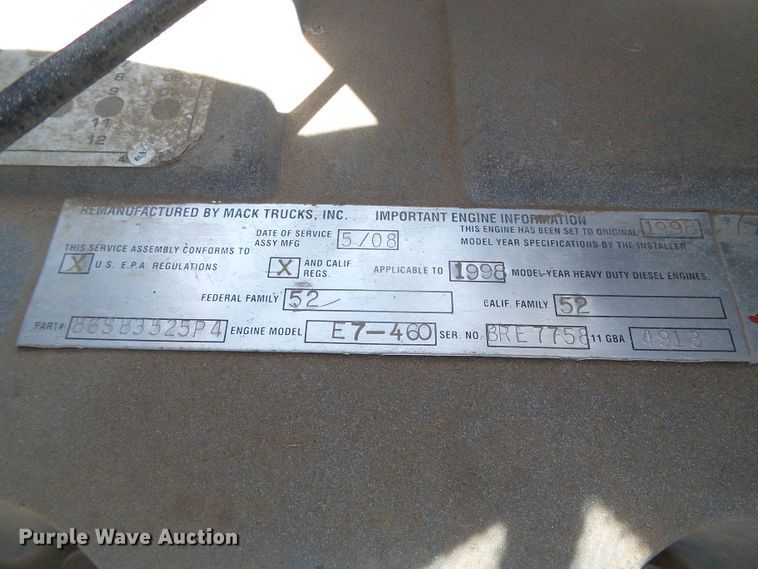 8
9
11
12
REMANUFACTURED BY MACK TRUCKS, INC. IMPORTANT ENGINE INFORMATION
DATE OF SERVICE ASSY MFG 5/08
THIS ENGINE HAS BEEN SET TO ORIGINAL 1998
MODEL YEAR SPECIFICATIONS BY THE INSTALLER
THIS SERVICE ASSEMBLY CONFORMS TO
X U.S. E.P.A. REGULATIONS X AND CALIF. REGS. APPLICABLE TO 1998 MODEL-YEAR HEAVY DUTY DIESEL ENGINES.
FEDERAL FAMILY 52 CALIF. FAMILY 52
PART# 865B3525P4 ENGINE MODEL E7-460 SER. NO. BRE7758 11 GBA 4913
Purple Wave Auction